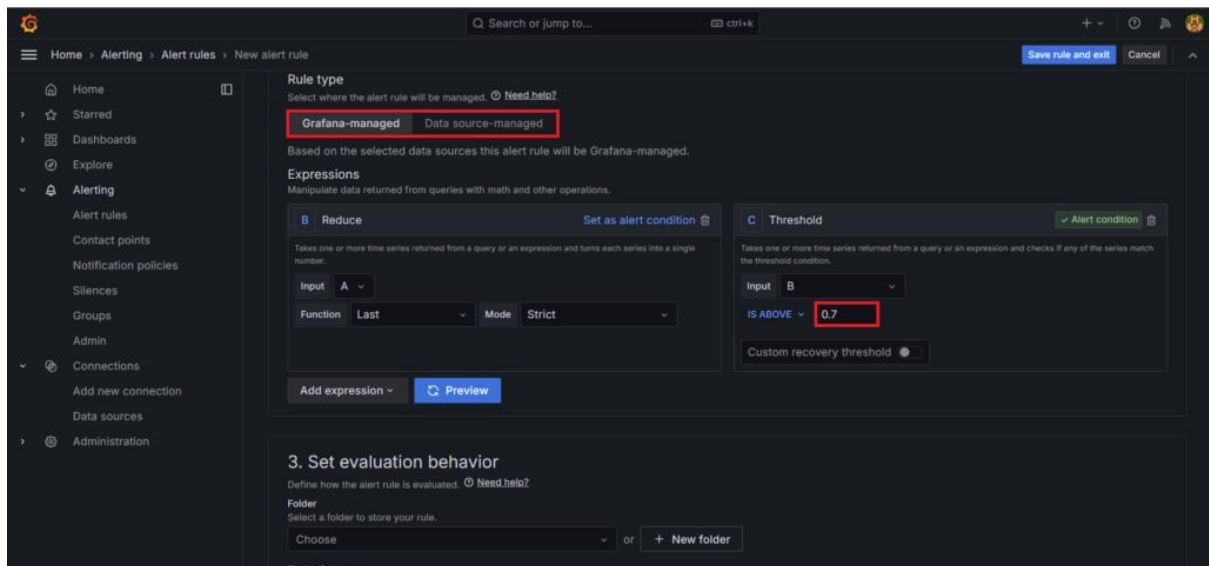 Search or jump to... ctrl+k
Home > Alerting > Alert rules > New alert rule
Save rule and exit Cancel
Home
Starred
Dashboards
Explore
Alerting
Alert rules
Contact points
Notification policies
Silences
Groups
Admin
Connections
Add new connection
Data sources
Administration
Rule type
Select where the alert rule will be managed. Need help?
Grafana-managed Data source-managed
Based on the selected data sources this alert rule will be Grafana-managed.
Expressions
Manipulate data returned from queries with math and other operations.
B Reduce Set as alert condition
Takes one or more time series returned from a query or an expression and turns each series into a single
number.
Input A
Function Last Mode Strict
C Threshold Alert condition
Takes one or more time series returned from a query or an expression and checks if any of the series match
the threshold condition.
Input B
IS ABOVE 0.7
Custom recovery threshold
Add expression Preview
3. Set evaluation behavior
Define how the alert rule is evaluated. Need help?
Folder
Select a folder to store your rule.
Choose or + New folder